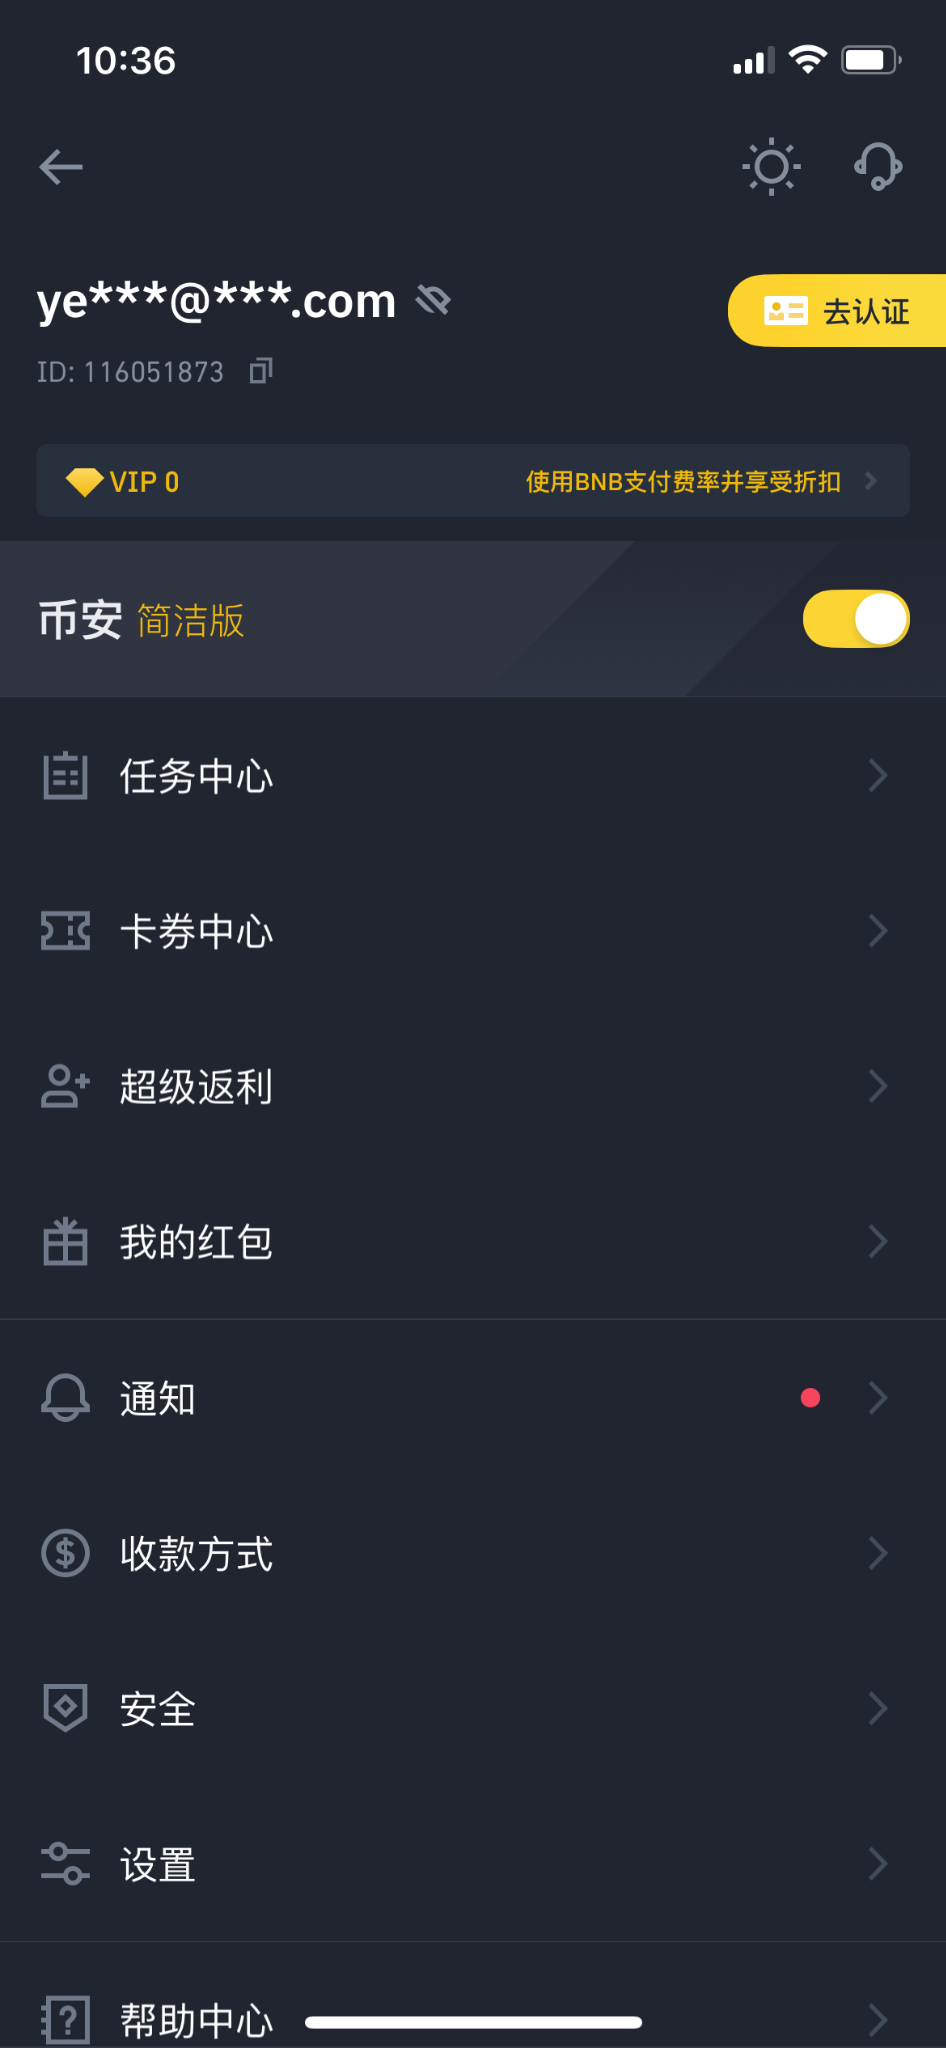 10:36
ye***@***.com
去认证
ID: 116051873
VIP 0
使用BNB支付费率并享受折扣
币安 简洁版
任务中心
卡券中心
超级返利
我的红包
通知
收款方式
安全
设置
帮助中心